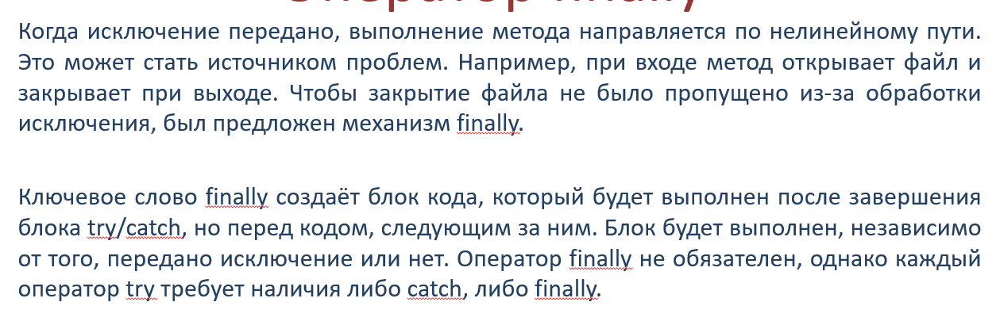 Оператор finally
Когда исключение передано, выполнение метода направляется по нелинейному пути.
Это может стать источником проблем. Например, при входе метод открывает файл и
закрывает при выходе. Чтобы закрытие файла не было пропущено из-за обработки
исключения, был предложен механизм finally.
Ключевое слово finally создаёт блок кода, который будет выполнен после завершения
блока try/catch, но перед кодом, следующим за ним. Блок будет выполнен, независимо
от того, передано исключение или нет. Оператор finally не обязателен, однако каждый
оператор try требует наличия либо catch, либо finally.